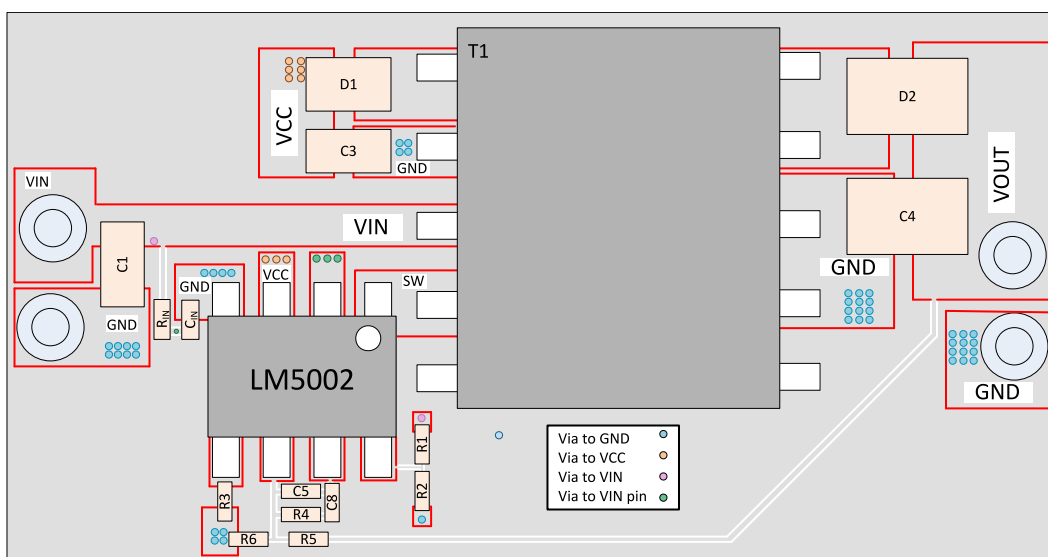 T1
D1
D2
VCC
C3
GND
VIN
VOUT
C4
VIN
C1
GND
GND
VCC
SW
RIN
CIN
GND
LM5002
GND
R1
Via to GND
Via to VCC
Via to VIN
Via to VIN pin
R2
R3
C5
C8
R4
R6
R5